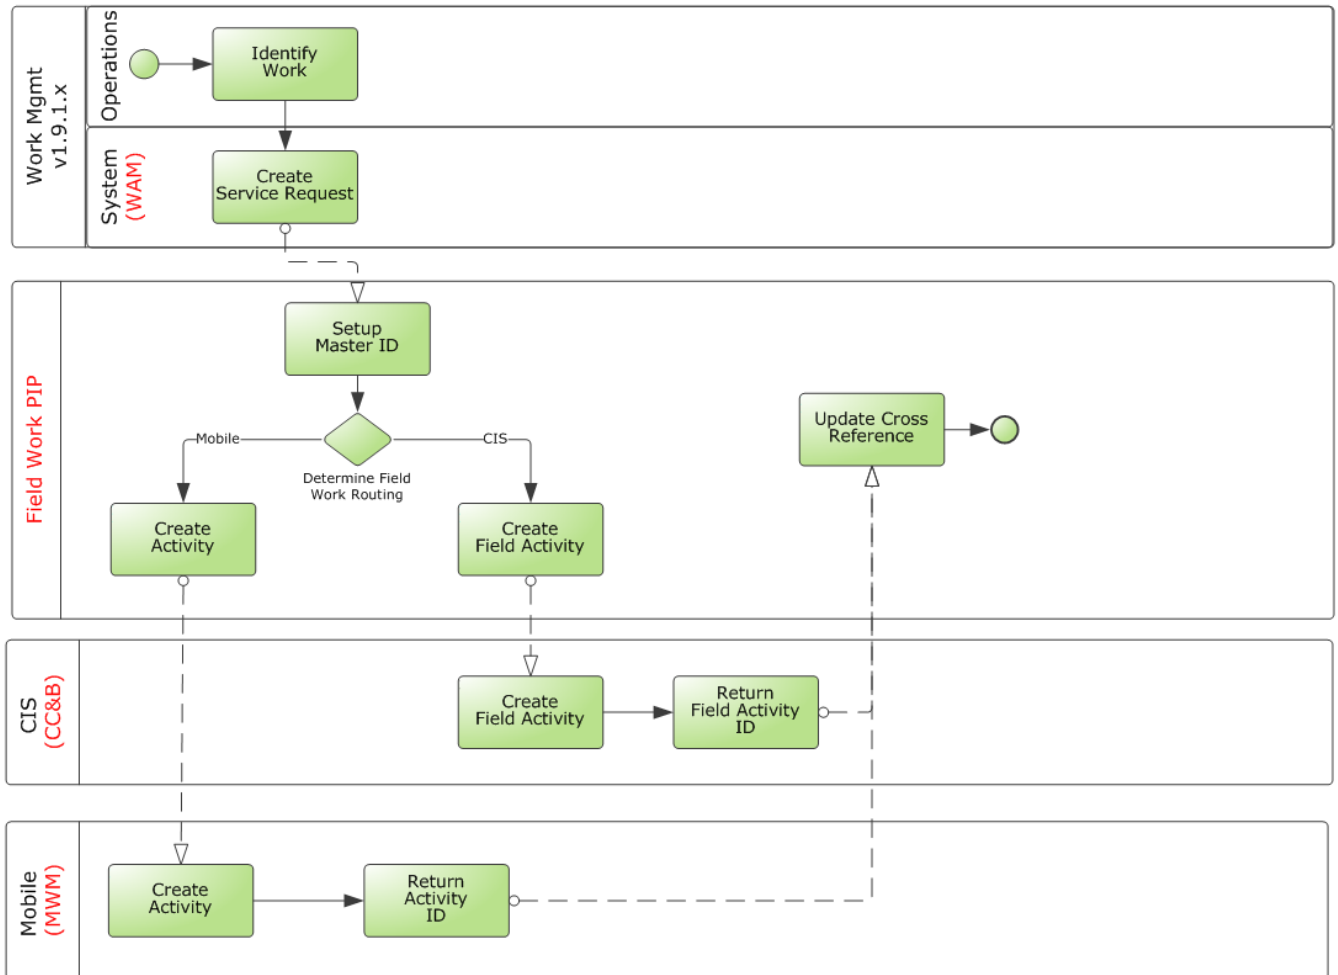 Work Mgmt
v1.9.1.x
Operations
Identify
Work
System
(WAM)
Create
Service Request
Field Work PIP
Setup
Master ID
Mobile
CIS
Determine Field
Work Routing
Update Cross
Reference
Create
Activity
Create
Field Activity
CIS
(CC&B)
Create
Field Activity
Return
Field Activity
ID
Mobile
(MWM)
Create
Activity
Return
Activity
ID